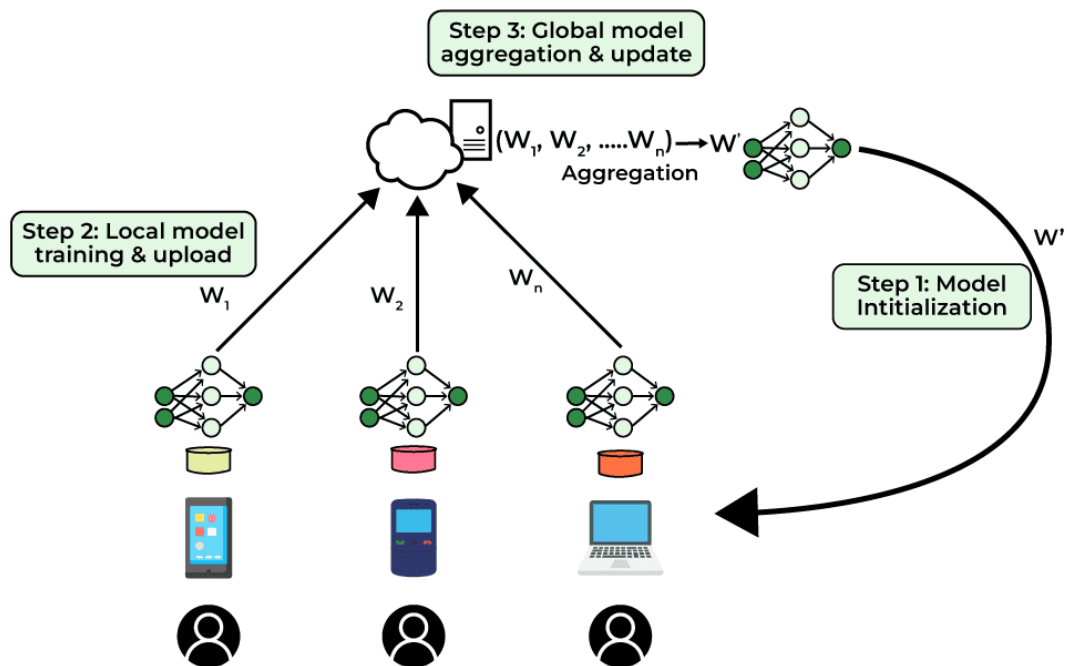 Step 3: Global model
aggregation & update
(W₁, W₂, .....Wₙ) → W'
Aggregation
Step 2: Local model
training & upload
W'
Step 1: Model
Intitialization
W₁
W₂
Wₙ